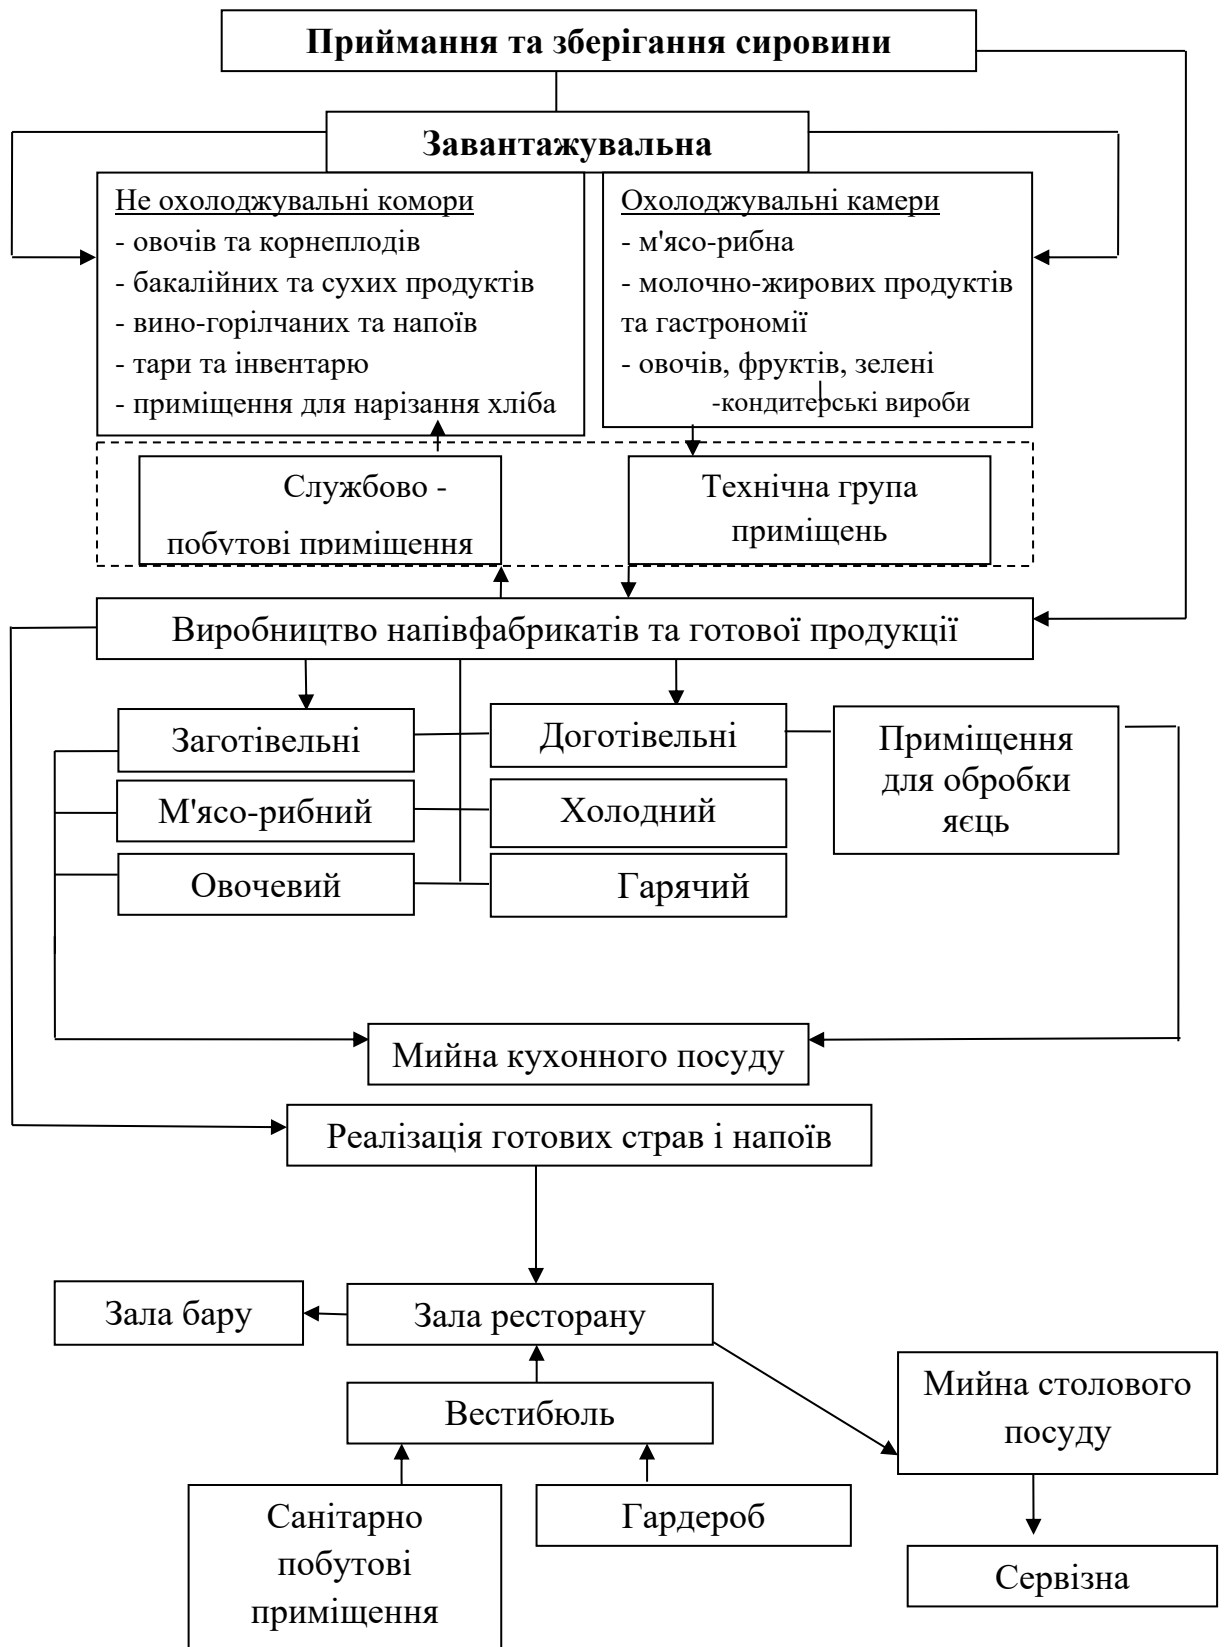 Приймання та зберігання сировини
Завантажувальна
Не охолоджувальні комори
- овочів та корнеплодів
- бакалійних та сухих продуктів
- вино-горілчаних та напоїв
- тари та інвентарю
- приміщення для нарізання хліба
Охолоджувальні камери
- м'ясо-рибна
- молочно-жирових продуктів
та гастрономії
- овочів, фруктів, зелені
-кондитерські вироби
Службово -
побутові приміщення
Технічна група
приміщень
Виробництво напівфабрикатів та готової продукції
Заготівельні
Доготівельні
Приміщення
для обробки
яєць
М'ясо-рибний
Холодний
Овочевий
Гарячий
Мийна кухонного посуду
Реалізація готових страв і напоїв
Зала бару
Зала ресторану
Мийна столового
посуду
Вестибюль
Санітарно
побутові
приміщення
Гардероб
Сервізна